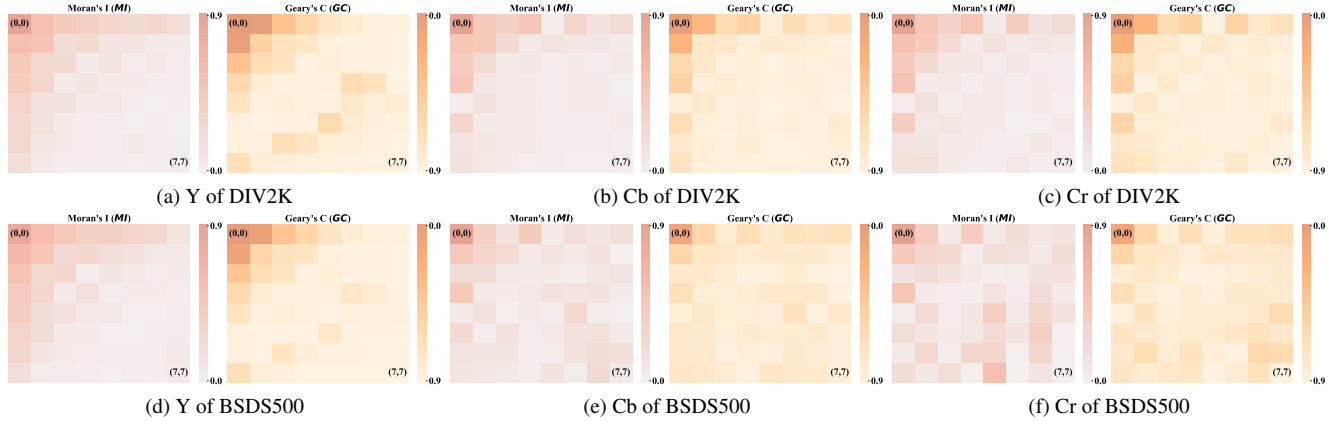 Moran's I (MI) Geary's C (GC) Moran's I (MI) Geary's C (GC) Moran's I (MI) Geary's C (GC)
(0,0) 0.9 (0,0) 0.0 (0,0) 0.9 (0,0) 0.0 (0,0) 0.9 (0,0) 0.0
(7,7) 0.0 (7,7) 0.9 (7,7) 0.0 (7,7) 0.9 (7,7) 0.0 (7,7) 0.9
(a) Y of DIV2K (b) Cb of DIV2K (c) Cr of DIV2K
Moran's I (MI) Geary's C (GC) Moran's I (MI) Geary's C (GC) Moran's I (MI) Geary's C (GC)
(0,0) 0.9 (0,0) 0.0 (0,0) 0.9 (0,0) 0.0 (0,0) 0.9 (0,0) 0.0
(7,7) 0.0 (7,7) 0.9 (7,7) 0.0 (7,7) 0.9 (7,7) 0.0 (7,7) 0.9
(d) Y of BSDS500 (e) Cb of BSDS500 (f) Cr of BSDS500